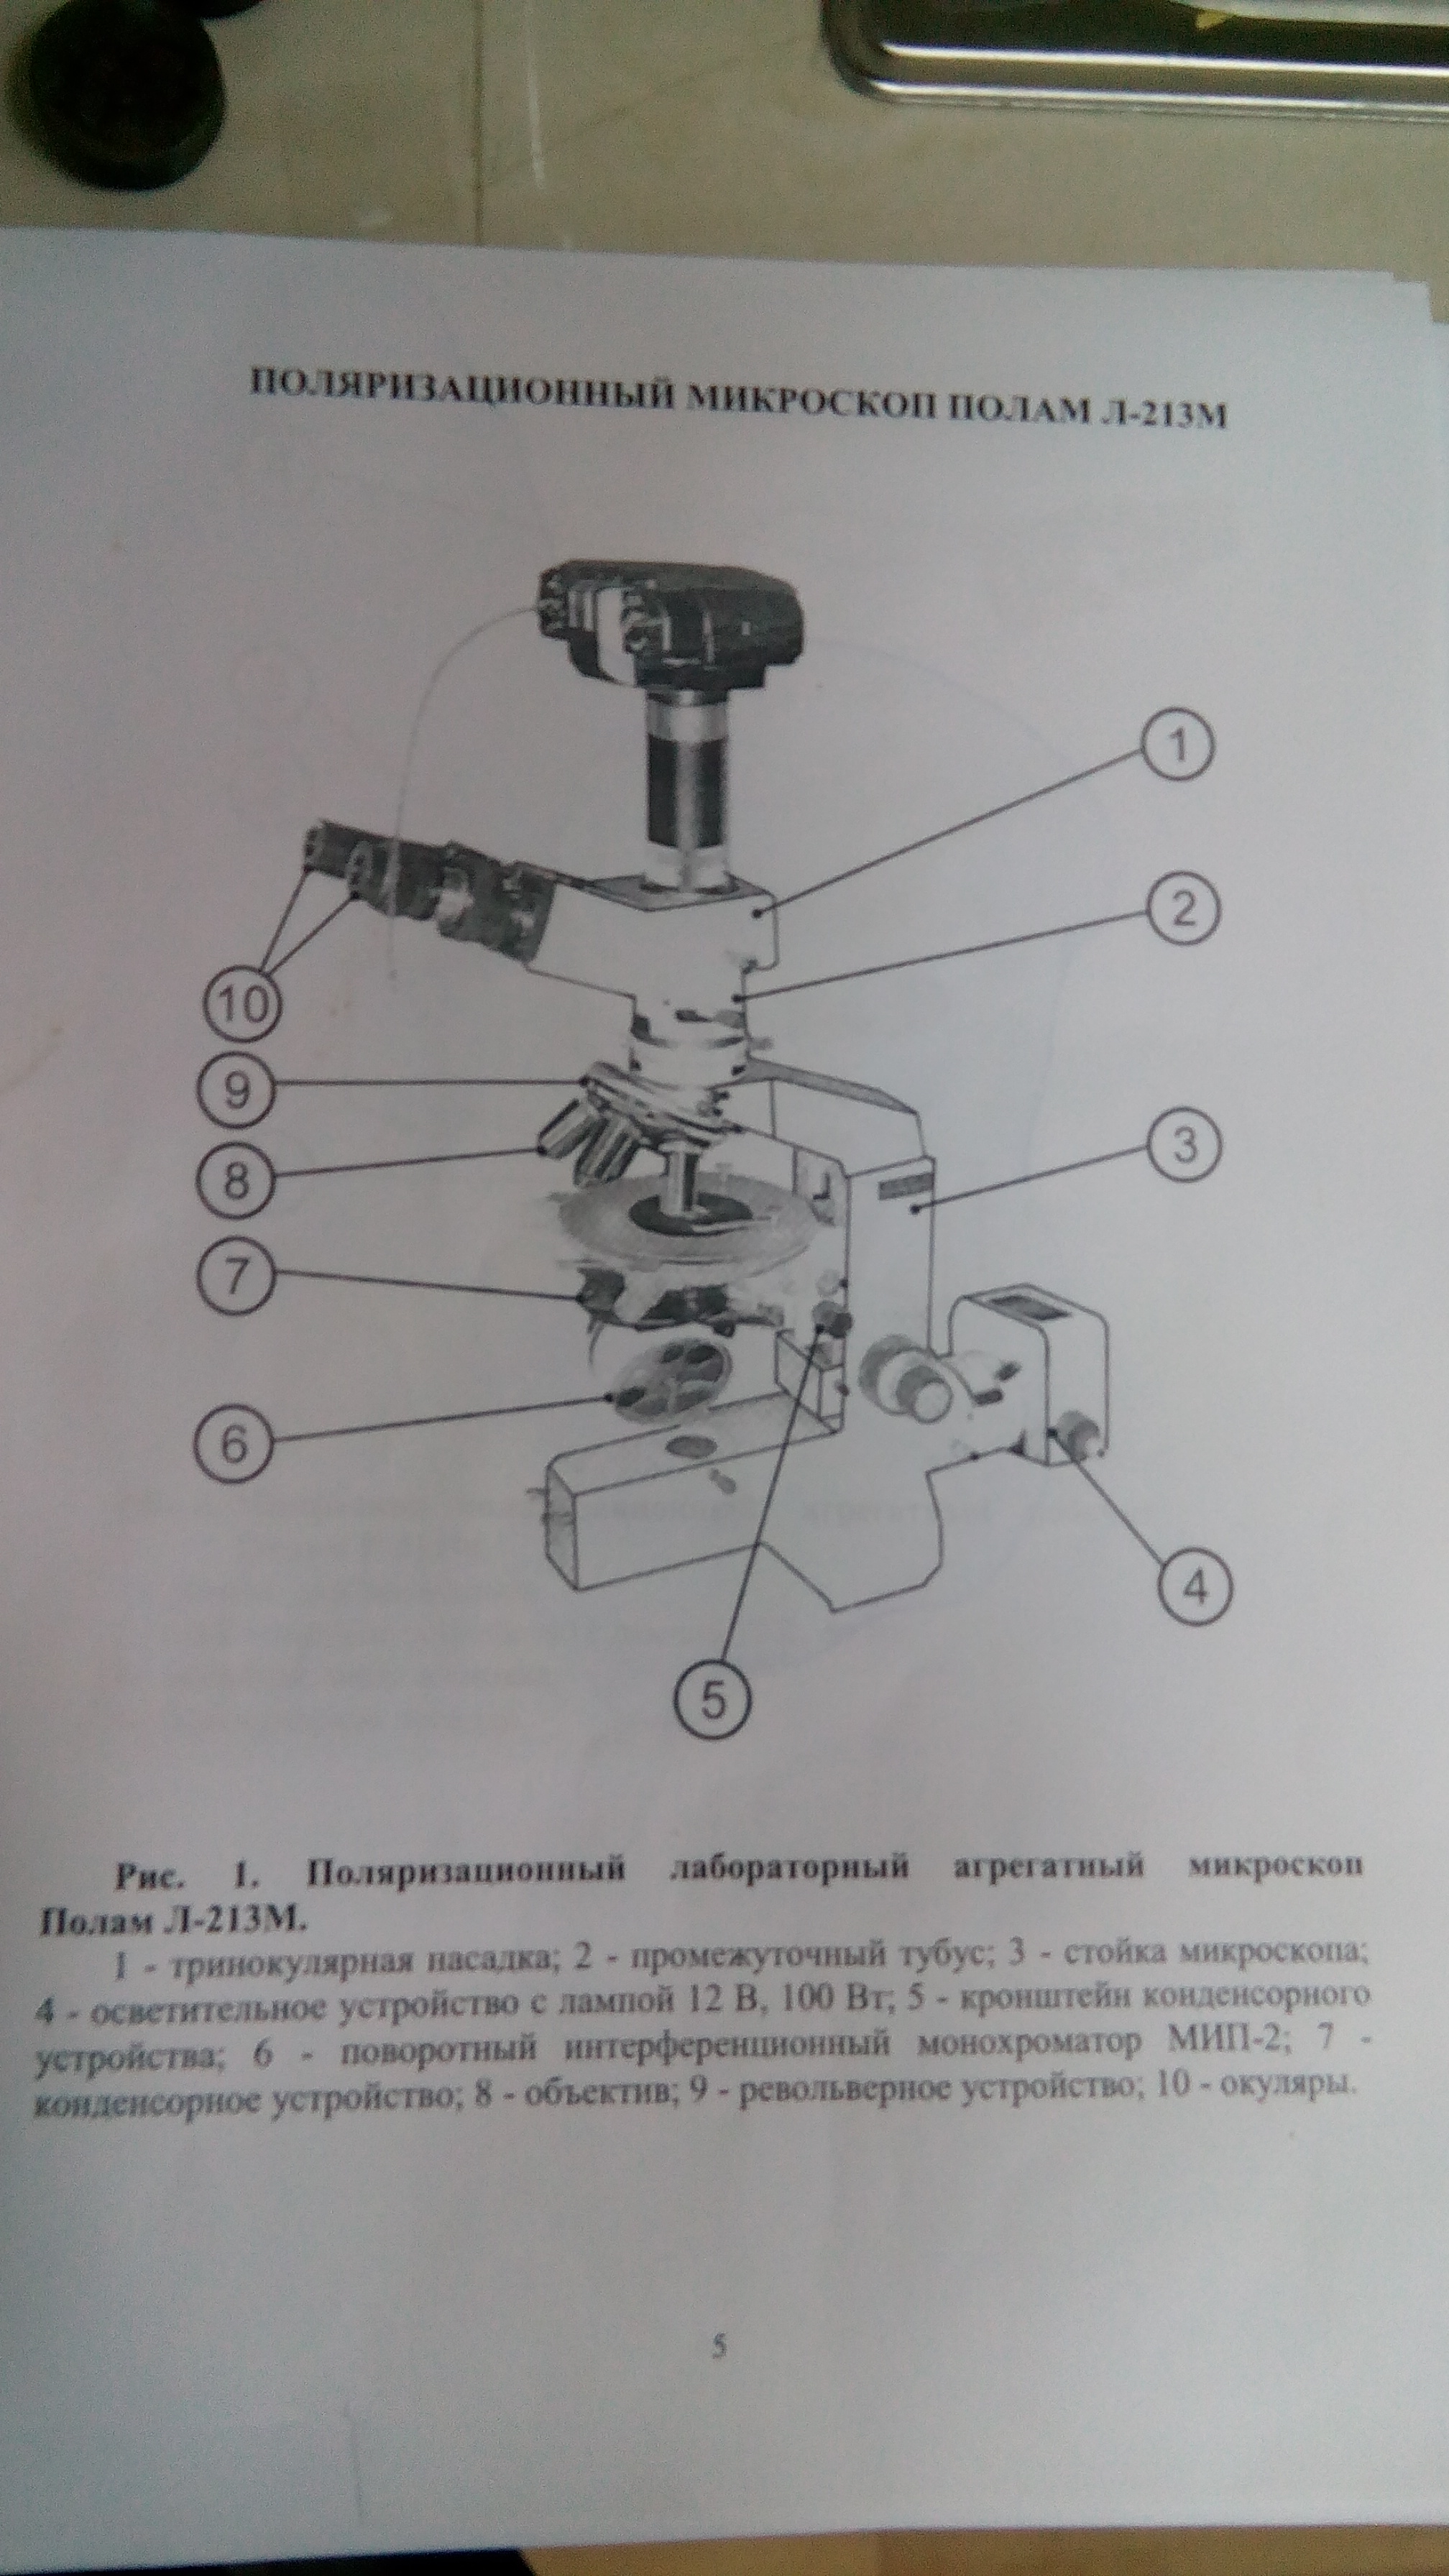 ПОЛЯРИЗАЦИОННЫЙ МИКРОСКОП ПОЛАМ Л-213М
1
2
10
9
3
8
7
6
4
5
Рис. 1. Поляризационный лабораторный агрегатный микроскоп
Полам Л-213М.
1 - тринокулярная насадка; 2 - промежуточный тубус; 3 - стойка микроскопа;
4 - осветительное устройство с лампой 12 В, 100 Вт; 5 - кронштейн конденсорного
устройства; 6 - поворотный интерференционный монохроматор МИП-2; 7 -
конденсорное устройство; 8 - объектив; 9 - револьверное устройство; 10 - окуляры.
5